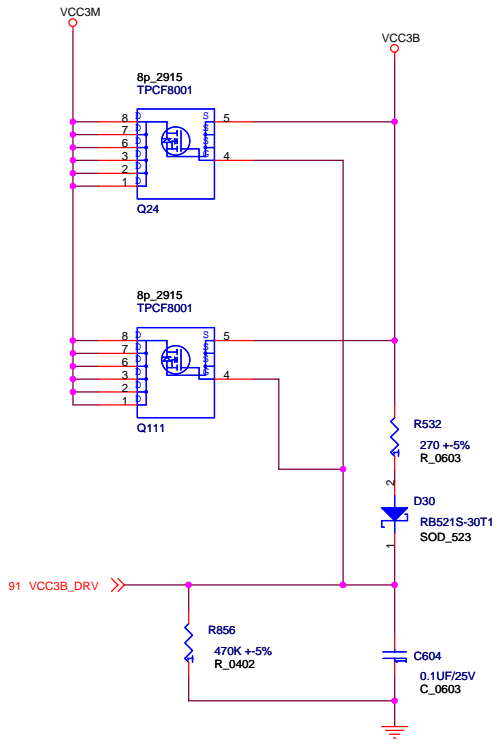 VCC3M
VCC3B
8p_2915
TPCF8001
8 D S 5
7 D S
6 D S
3 D G 4
2 D
1 D
Q24
8p_2915
TPCF8001
8 D S 5
7 D S
6 D S
3 D G 4
2 D
1 D
Q111
R532
270 +-5%
R_0603
1
2
D30
RB521S-30T1
SOD_523
1
91 VCC3B_DRV
R856
470K +-5%
R_0402
1
C604
0.1UF/25V
C_0603